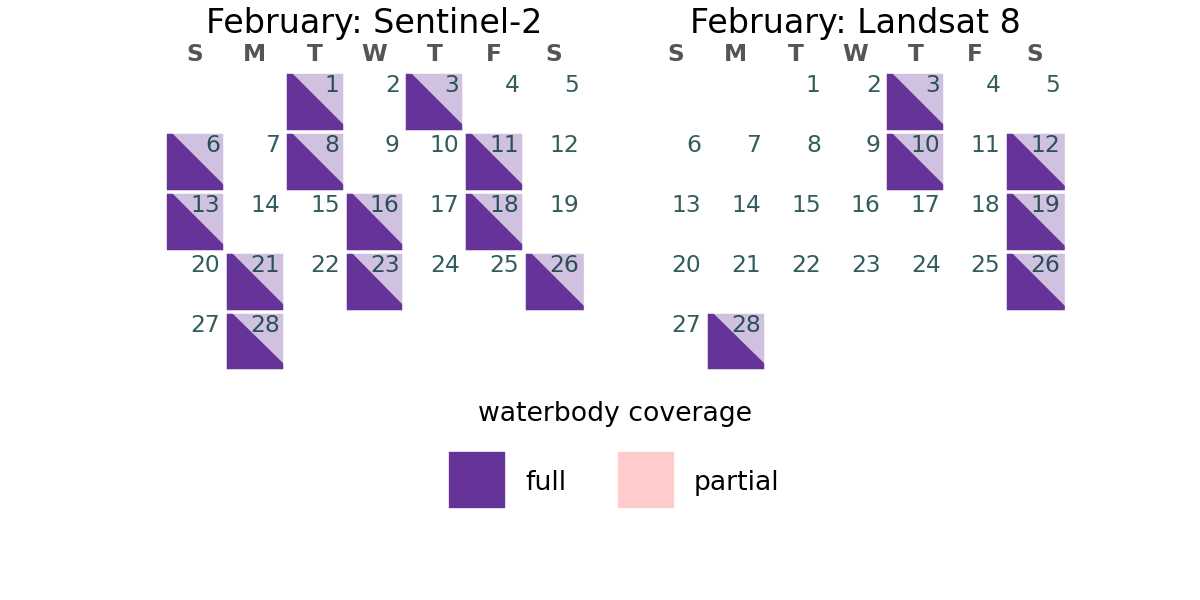 February: Sentinel-2
S M T W T F S
1 2 3 4 5
6 7 8 9 10 11 12
13 14 15 16 17 18 19
20 21 22 23 24 25 26
27 28
February: Landsat 8
S M T W T F S
1 2 3 4 5
6 7 8 9 10 11 12
13 14 15 16 17 18 19
20 21 22 23 24 25 26
27 28
waterbody coverage
full partial